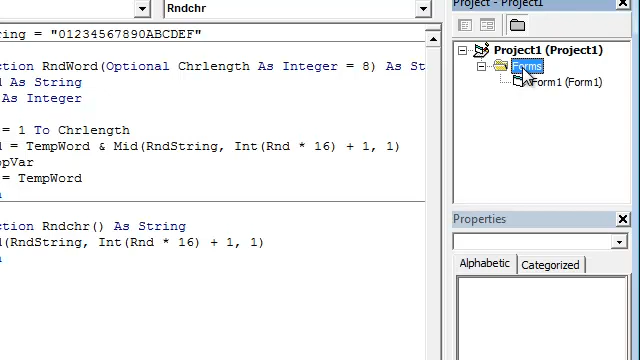 Rndchr
Project - Project1
ring = "01234567890ABCDEF"
Project1 (Project1)
Forms
Form1 (Form1)
ction RndWord(Optional Chrlength As Integer = 8) As St
d As String
As Integer
= 1 To Chrlength
d = TempWord & Mid(RndString, Int(Rnd * 16) + 1, 1)
opVar
= TempWord
ction Rndchr() As String
d(RndString, Int(Rnd * 16) + 1, 1)
n
Properties
Alphabetic
Categorized